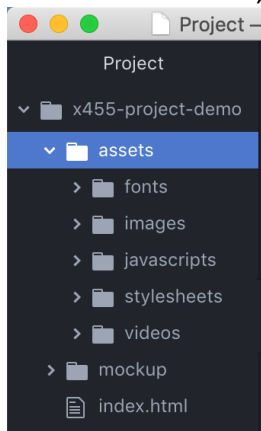 Project —
Project
x455-project-demo
assets
fonts
images
javascripts
stylesheets
videos
mockup
index.html